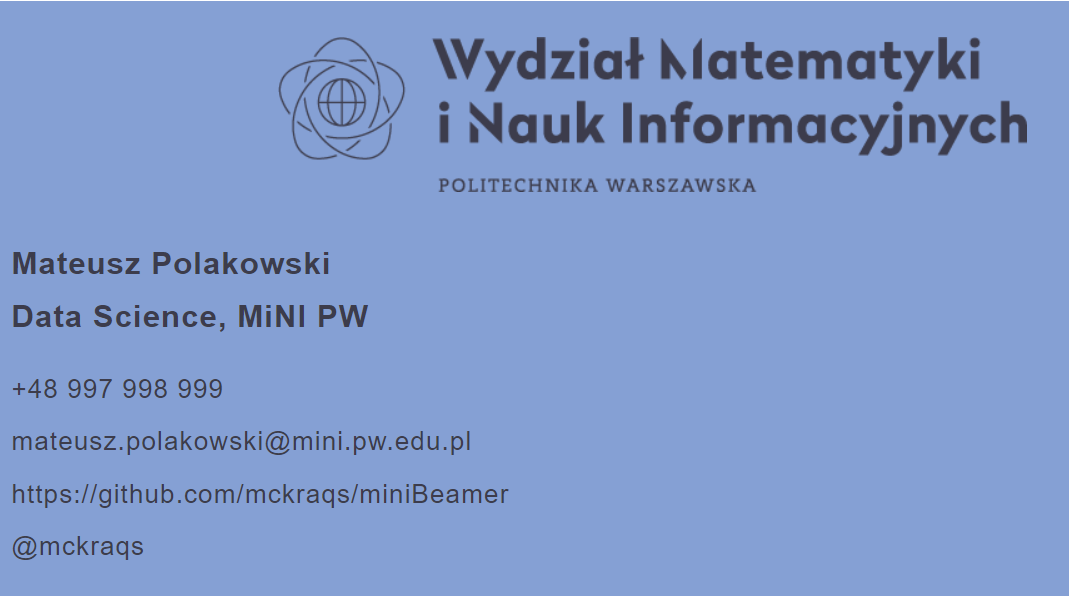 Wydział Matematyki
i Nauk Informacyjnych
POLITECHNIKA WARSZAWSKA
Mateusz Polakowski
Data Science, MiNI PW
+48 997 998 999
mateusz.polakowski@mini.pw.edu.pl
https://github.com/mckraqs/miniBeamer
@mckraqs